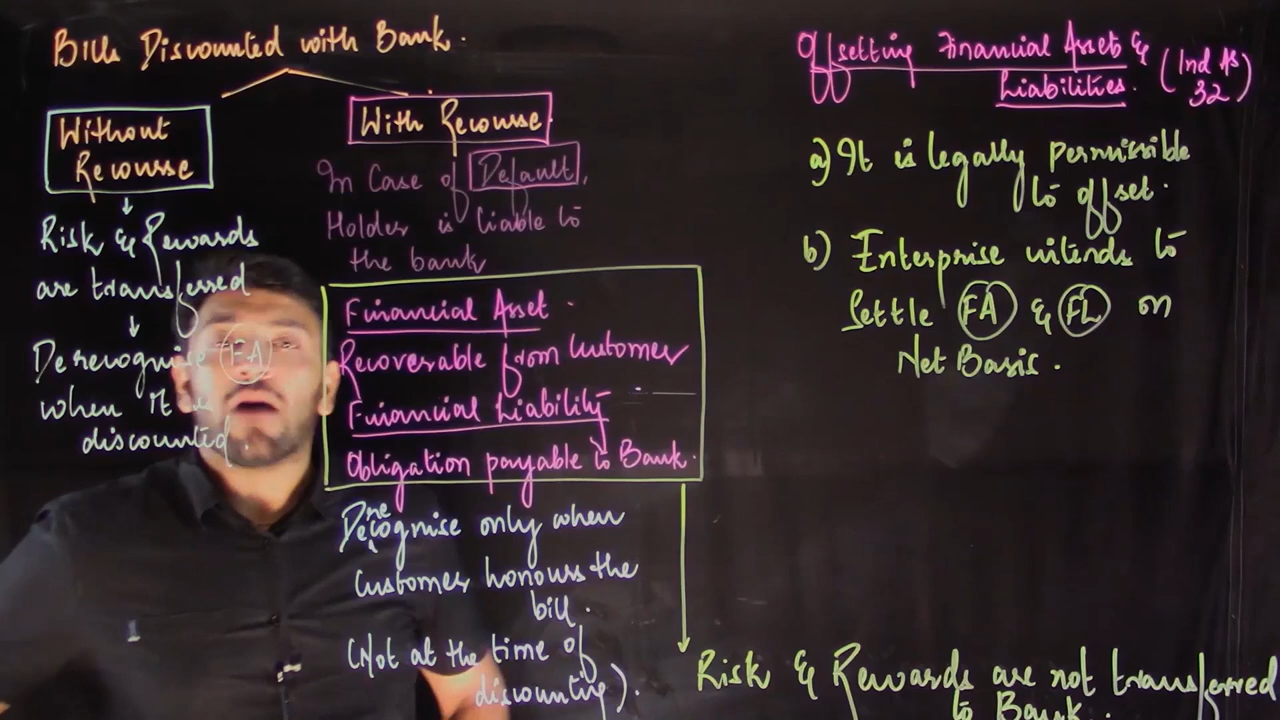 Bills Discounted with Bank.
Without
Recourse
Risk & Rewards
are transferred
Derecognise FA
when it is
discounted.
With Recourse.
In Case of Default,
Holder is liable to
the bank
Financial Asset.
Recoverable from Customer
Financial Liability
Obligation payable to Bank.
Derecognise only when
Customer honours the
bill.
(Not at the time of
discounting).
Risk & Rewards are not transferred
to Bank.
Offsetting Financial Assets &
Liabilities. (Ind As
32)
a) It is legally permissible
to offset.
b) Enterprise intends to
Settle FA & FL on
Net Basis.